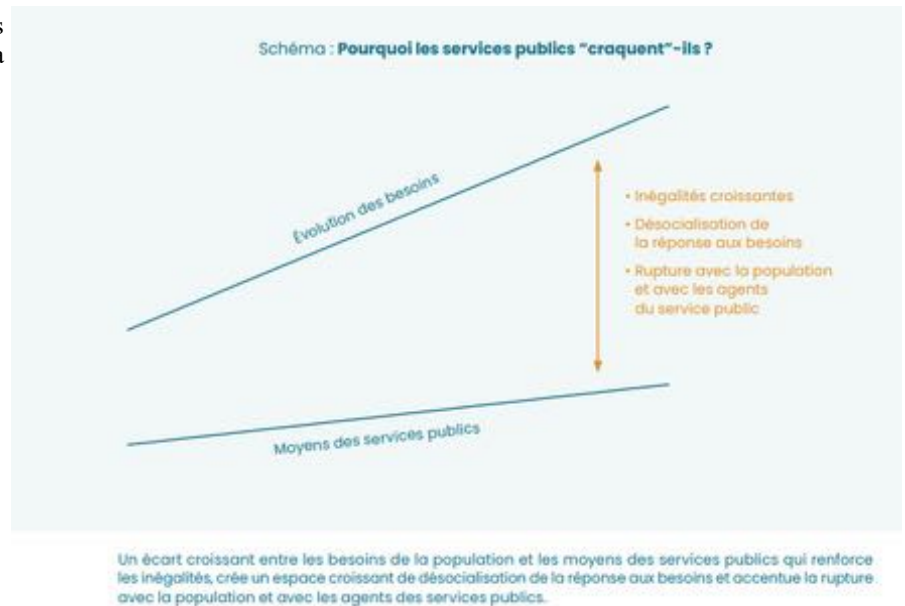 s
a
Schéma : Pourquoi les services publics “craquent”-ils ?
Évolution des besoins
• Inégalités croissantes
• Désocialisation de
la réponse aux besoins
• Rupture avec la population
et avec les agents
du service public
Moyens des services publics
Un écart croissant entre les besoins de la population et les moyens des services publics qui renforce
les inégalités, crée un espace croissant de désocialisation de la réponse aux besoins et accentue la rupture
avec la population et avec les agents des services publics.